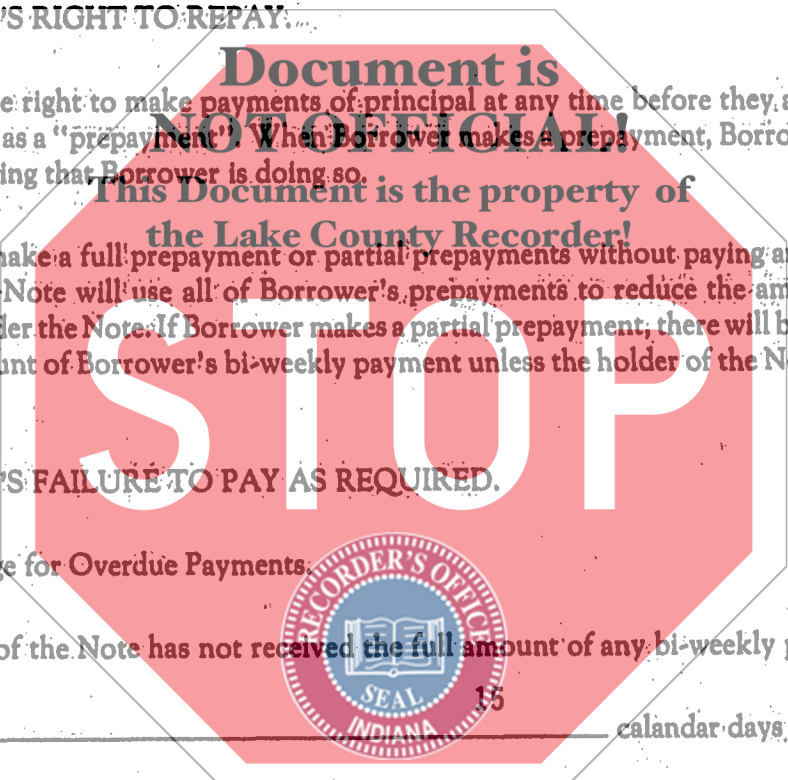 'S RIGHT TO REPAY.
Document is
e right to make payments of principal at any time before they a
NOT OFFICIAL!
as a "prepayment". When Borrower makes a prepayment, Borro
ing that Borrower is doing so.
This Document is the property of
the Lake County Recorder!
make a full prepayment or partial prepayments without paying a
Note will use all of Borrower's prepayments to reduce the am
der the Note. If Borrower makes a partial prepayment, there will b
unt of Borrower's bi-weekly payment unless the holder of the N
STOP
'S FAILURE TO PAY AS REQUIRED.
e for Overdue Payments.
RECORDER'S OFFICE
of the Note has not received the full amount of any bi-weekly p
SEAL
INDIANA
15
calandar days